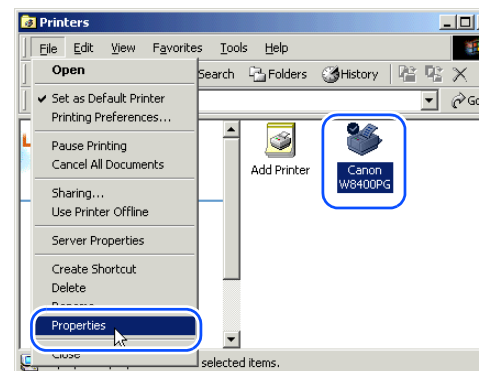 Printers
File Edit View Favorites Tools Help
Open
Search Folders History
Set as Default Printer
Go
Printing Preferences...
Pause Printing
Cancel All Documents
Add Printer
Canon
W8400PG
Sharing...
Use Printer Offline
Server Properties
Create Shortcut
Delete
Properties
Close
selected items.